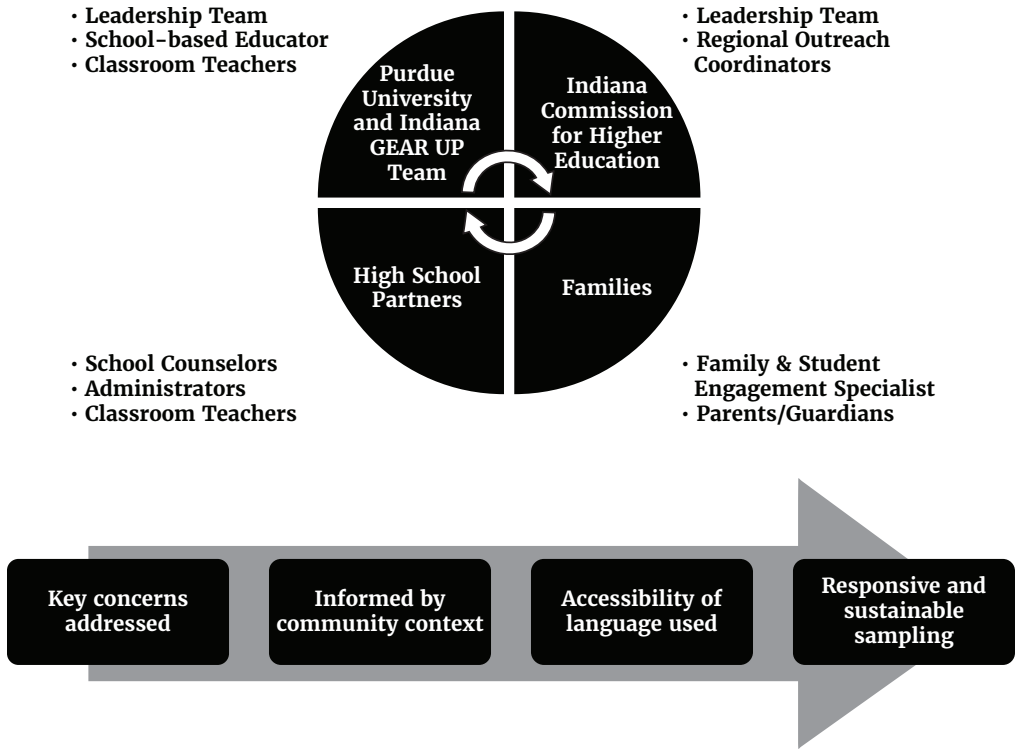 · Leadership Team
· School-based Educator
· Classroom Teachers
Purdue
University
and Indiana
GEAR UP
Team
Indiana
Commission
for Higher
Education
· Leadership Team
· Regional Outreach
Coordinators
High School
Partners
Families
· School Counselors
· Administrators
· Classroom Teachers
· Family & Student
Engagement Specialist
· Parents/Guardians
Key concerns
addressed
Informed by
community context
Accessibility of
language used
Responsive and
sustainable
sampling